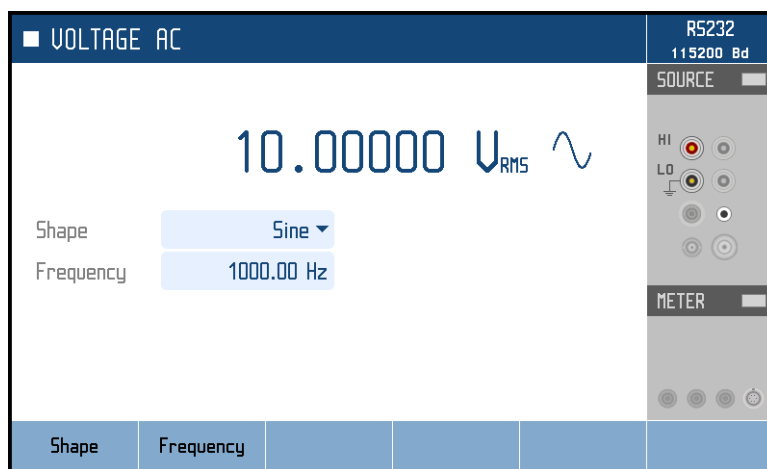 VOLTAGE AC
RS232
115200 Bd
SOURCE
10.00000 VRMS
HI
LO
Shape
Sine
Frequency
1000.00 Hz
METER
Shape
Frequency